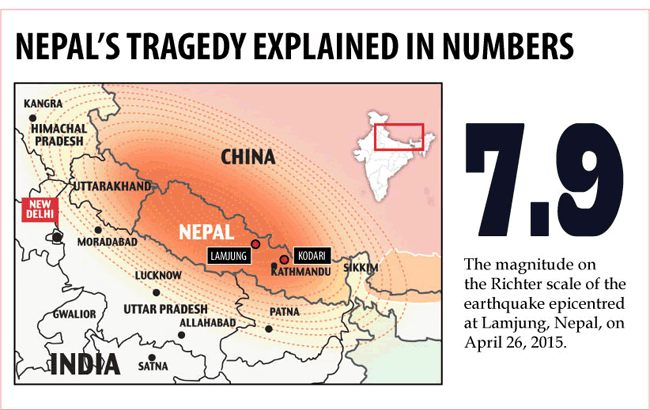 NEPAL'S TRAGEDY EXPLAINED IN NUMBERS
KANGRA
HIMACHAL
PRADESH
CHINA
UTTARAKHAND
NEW
DELHI
NEPAL
MORADABAD
LAMJUNG
KODARI
KATHMANDU
SIKKIM
LUCKNOW
UTTAR PRADESH
GWALIOR
ALLAHABAD
PATNA
INDIA
SATNA
7.9
The magnitude on
the Richter scale of the
earthquake epicentred
at Lamjung, Nepal, on
April 26, 2015.